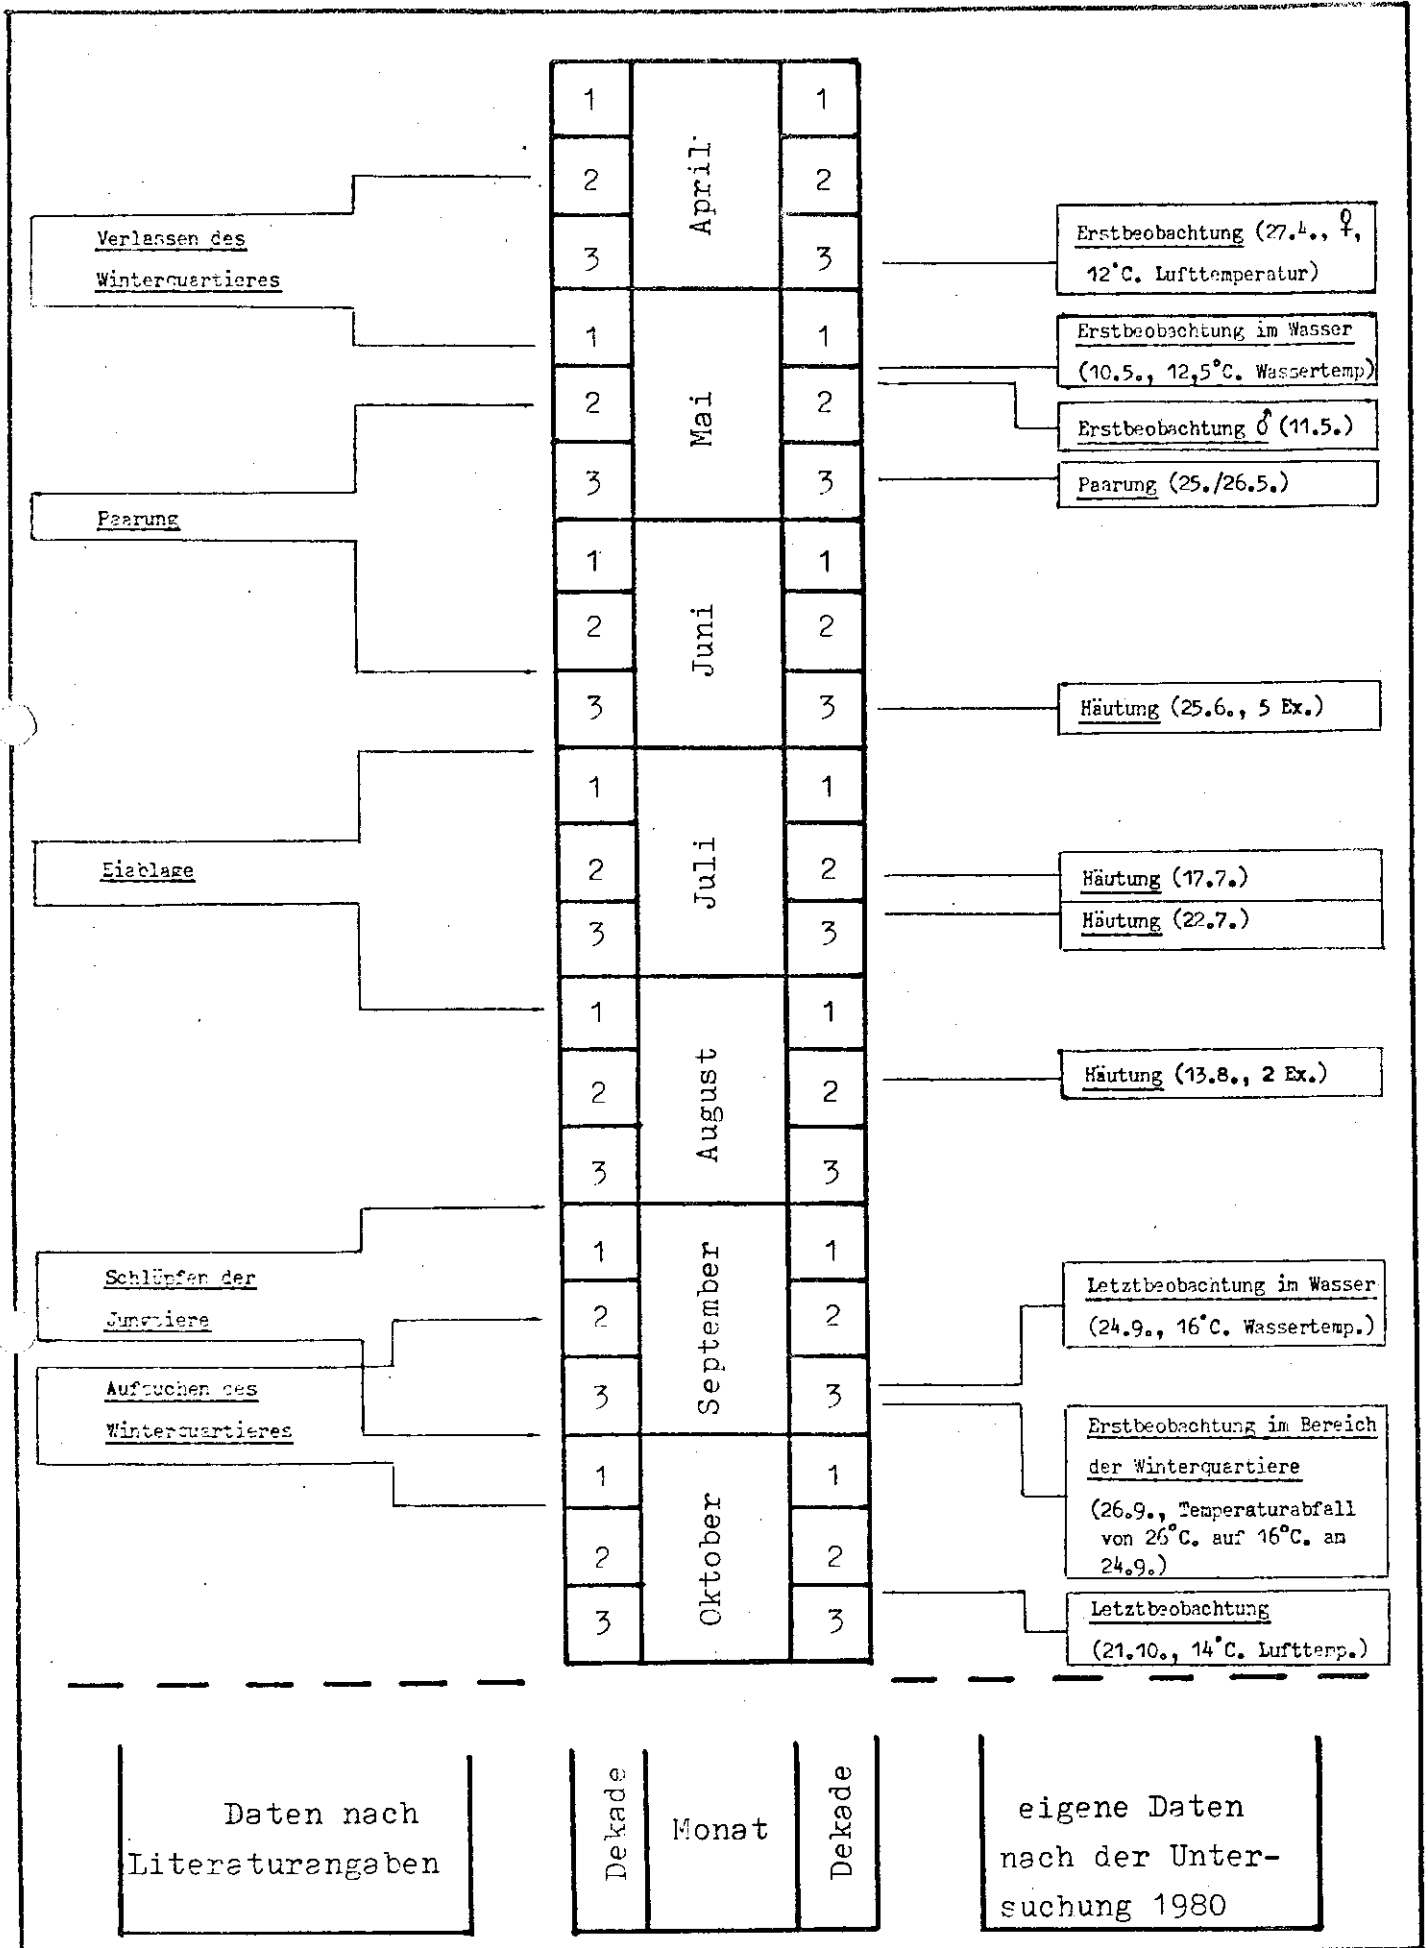 Verlassen des
Winterquartieres
Paarung
Eiablage
Schlüpfen der
Jungtiere
Aufsuchen des
Winterquartieres
1 1
2 April 2
3 3
1 1
2 Mai 2
3 3
1 1
2 Juni 2
3 3
1 1
2 Juli 2
3 3
1 1
2 August 2
3 3
1 1
2 September 2
3 3
1 1
2 Oktober 2
3 3
Erstbeobachtung (27.4., ♀,
12°C. Lufttemperatur)
Erstbeobachtung im Wasser
(10.5., 12,5°C. Wassertemp)
Erstbeobachtung ♂ (11.5.)
Paarung (25./26.5.)
Häutung (25.6., 5 Ex.)
Häutung (17.7.)
Häutung (22.7.)
Häutung (13.8., 2 Ex.)
Letztbeobachtung im Wasser
(24.9., 16°C. Wassertemp.)
Erstbeobachtung im Bereich
der Winterquartiere
(26.9., Temperaturabfall
von 26°C. auf 16°C. am
24.9.)
Letztbeobachtung
(21.10., 14°C. Lufttemp.)
Daten nach
Literaturangaben
Dekade
Monat
Dekade
eigene Daten
nach der Unter-
suchung 1980